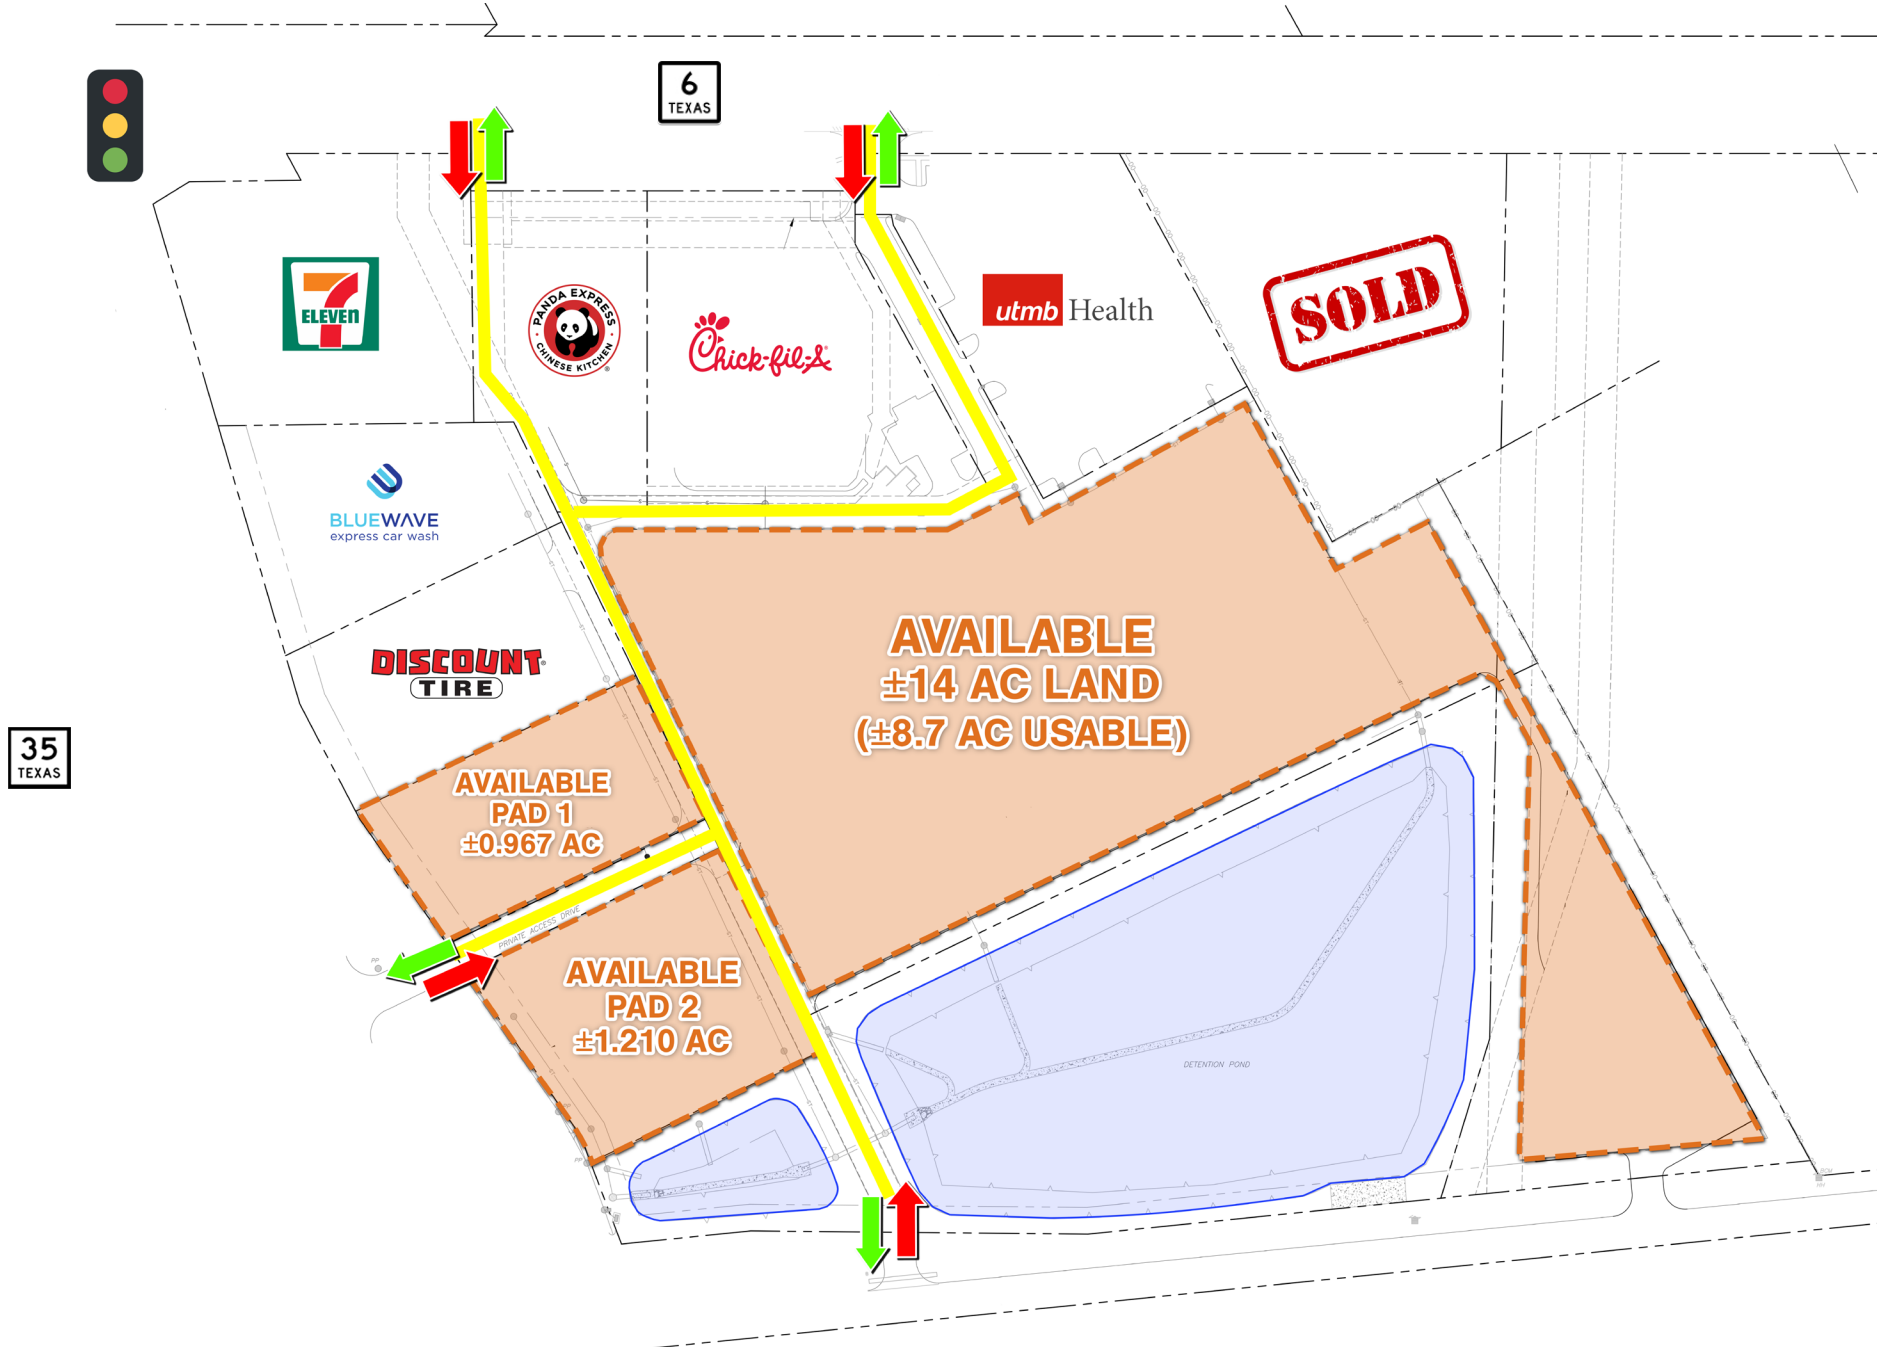 6
TEXAS
7
ELEVEN
PANDA EXPRESS
CHINESE KITCHEN
Chick-fil-A
utmb Health
SOLD
BLUEWAVE
express car wash
DISCOUNT
TIRE
35
TEXAS
AVAILABLE
±14 AC LAND
(±8.7 AC USABLE)
AVAILABLE
PAD 1
±0.967 AC
PRIVATE ACCESS DRIVE
PP
AVAILABLE
PAD 2
±1.210 AC
DETENTION POND
PP